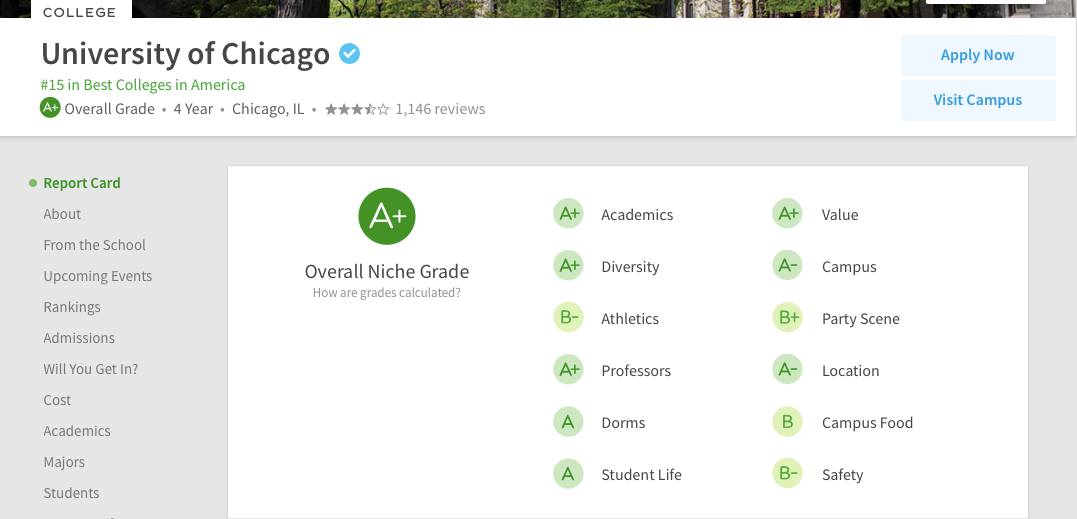 COLLEGE
University of Chicago
#15 in Best Colleges in America
A+ Overall Grade • 4 Year • Chicago, IL • 1,146 reviews
Apply Now
Visit Campus
Report Card
About
From the School
Upcoming Events
Rankings
Admissions
Will You Get In?
Cost
Academics
Majors
Students
A+
Overall Niche Grade
How are grades calculated?
A+ Academics
A+ Diversity
B- Athletics
A+ Professors
A Dorms
A Student Life
A+ Value
A- Campus
B+ Party Scene
A- Location
B Campus Food
B- Safety